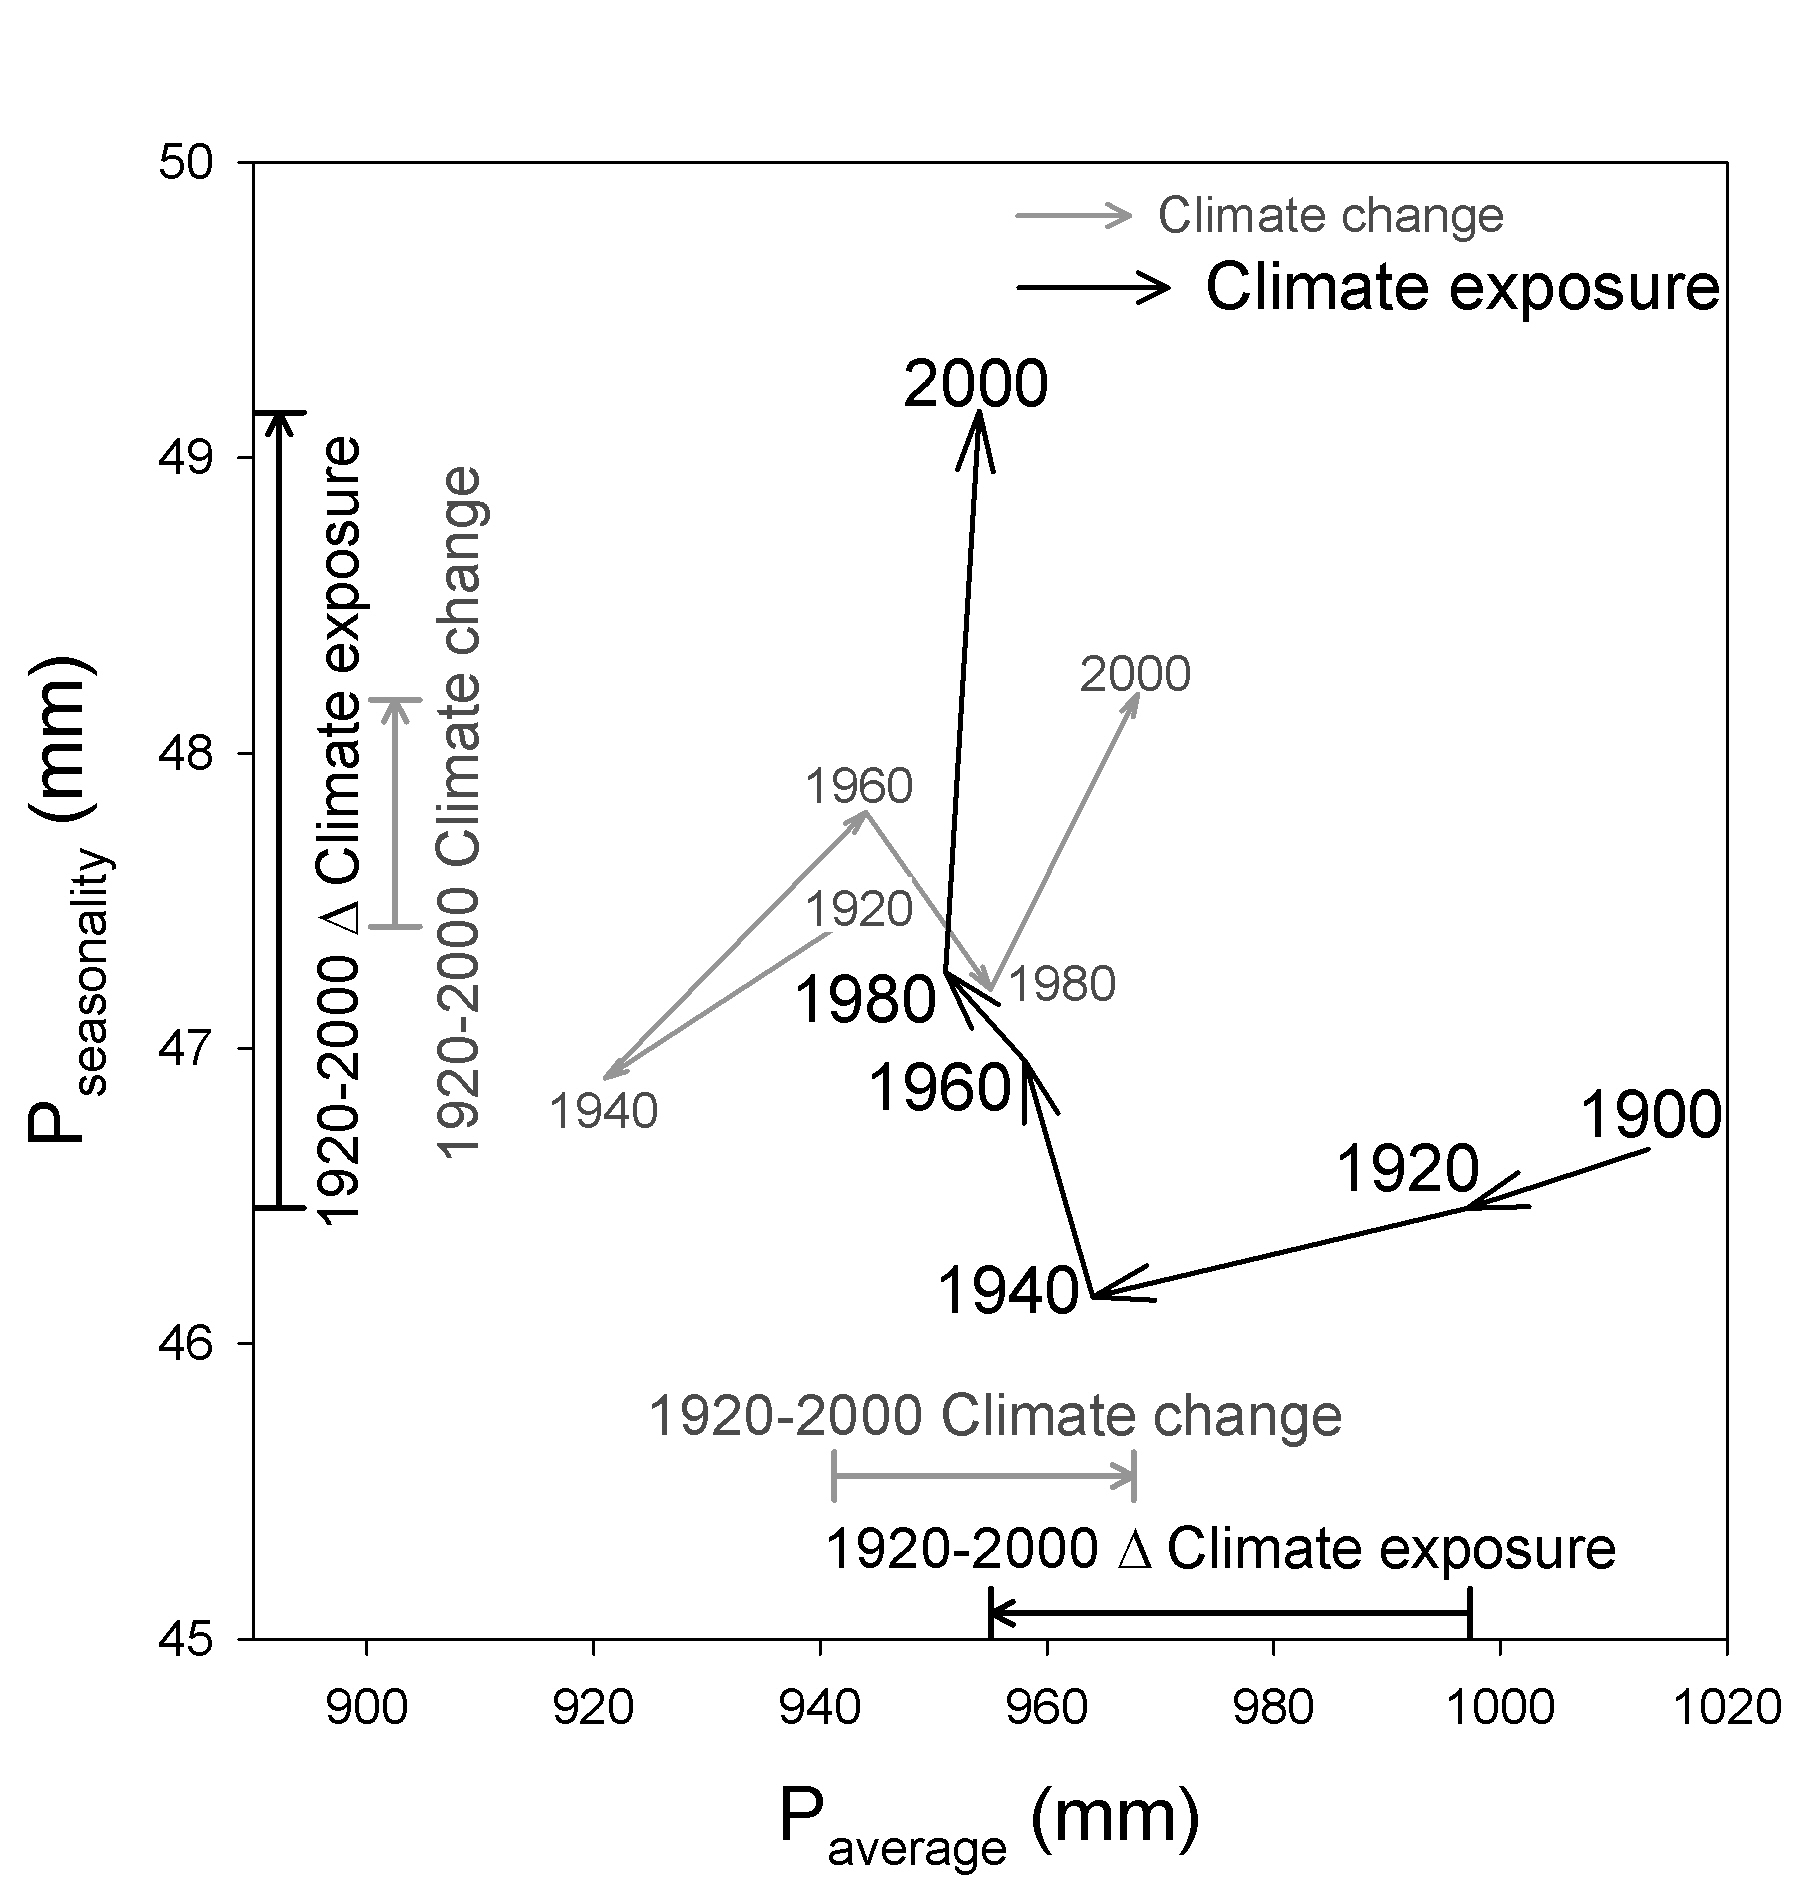 50
49
48
47
46
45
P seasonality (mm)
1920-2000 Δ Climate exposure
1920-2000 Climate change
Climate change
Climate exposure
2000
2000
1960
1920
1980
1980
1940
1960
1900
1920
1940
1920-2000 Climate change
1920-2000 Δ Climate exposure
900 920 940 960 980 1000 1020
P average (mm)